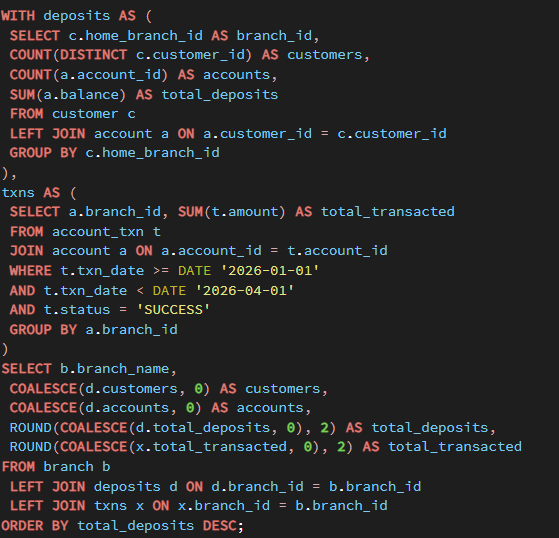 WITH deposits AS (
 SELECT c.home_branch_id AS branch_id,
 COUNT(DISTINCT c.customer_id) AS customers,
 COUNT(a.account_id) AS accounts,
 SUM(a.balance) AS total_deposits
 FROM customer c
 LEFT JOIN account a ON a.customer_id = c.customer_id
 GROUP BY c.home_branch_id
),
txns AS (
 SELECT a.branch_id, SUM(t.amount) AS total_transacted
 FROM account_txn t
 JOIN account a ON a.account_id = t.account_id
 WHERE t.txn_date >= DATE '2026-01-01'
 AND t.txn_date < DATE '2026-04-01'
 AND t.status = 'SUCCESS'
 GROUP BY a.branch_id
)
SELECT b.branch_name,
 COALESCE(d.customers, 0) AS customers,
 COALESCE(d.accounts, 0) AS accounts,
 ROUND(COALESCE(d.total_deposits, 0), 2) AS total_deposits,
 ROUND(COALESCE(x.total_transacted, 0), 2) AS total_transacted
FROM branch b
 LEFT JOIN deposits d ON d.branch_id = b.branch_id
 LEFT JOIN txns x ON x.branch_id = b.branch_id
ORDER BY total_deposits DESC;